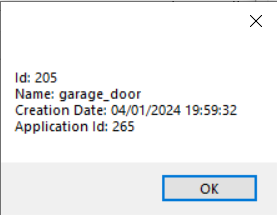 Id: 205
Name: garage_door
Creation Date: 04/01/2024 19:59:32
Application Id: 265
OK